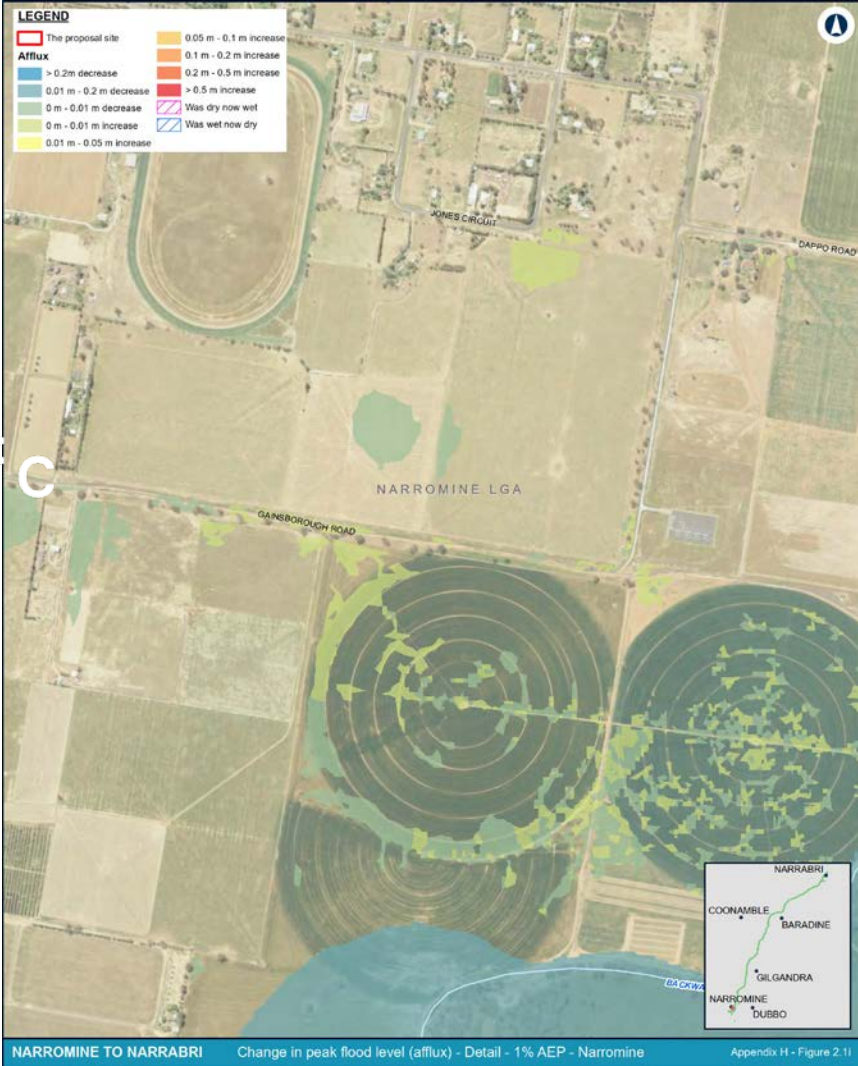 LEGEND
The proposal site
Afflux
> 0.2m decrease
0.01 m - 0.2 m decrease
0 m - 0.01 m decrease
0 m - 0.01 m increase
0.01 m - 0.05 m increase
0.05 m - 0.1 m increase
0.1 m - 0.2 m increase
0.2 m - 0.5 m increase
> 0.5 m increase
Was dry now wet
Was wet now dry
JONES CIRCUIT
DAPPO ROAD
C
NARROMINE LGA
GAINSBOROUGH ROAD
BACKWA
NARRABRI
COONAMBLE
BARADINE
GILGANDRA
NARROMINE
DUBBO
NARROMINE TO NARRABRI Change in peak flood level (afflux) - Detail - 1% AEP - Narromine Appendix H - Figure 2.1i